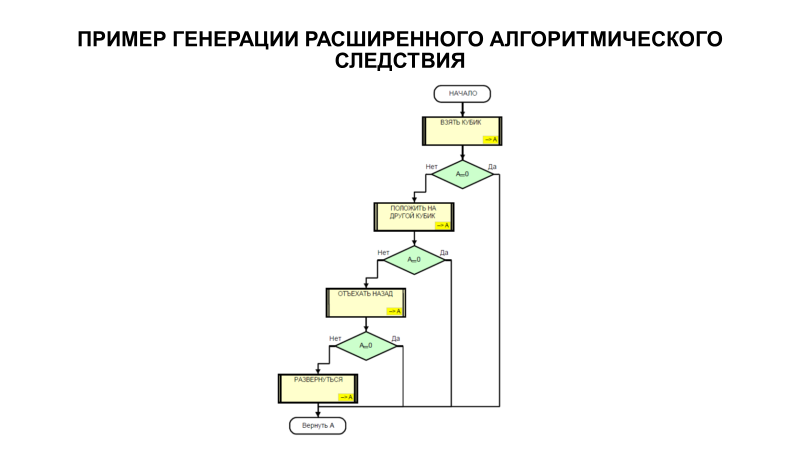 ПРИМЕР ГЕНЕРАЦИИ РАСШИРЕННОГО АЛГОРИТМИЧЕСКОГО
СЛЕДСТВИЯ
НАЧАЛО
ВЗЯТЬ КУБИК
--> A
Нет
Да
A=0
ПОЛОЖИТЬ НА
ДРУГОЙ КУБИК
--> A
Нет
Да
A=0
ОТЪЕХАТЬ НАЗАД
--> A
Нет
Да
A=0
РАЗВЕРНУТЬСЯ
--> A
Вернуть A